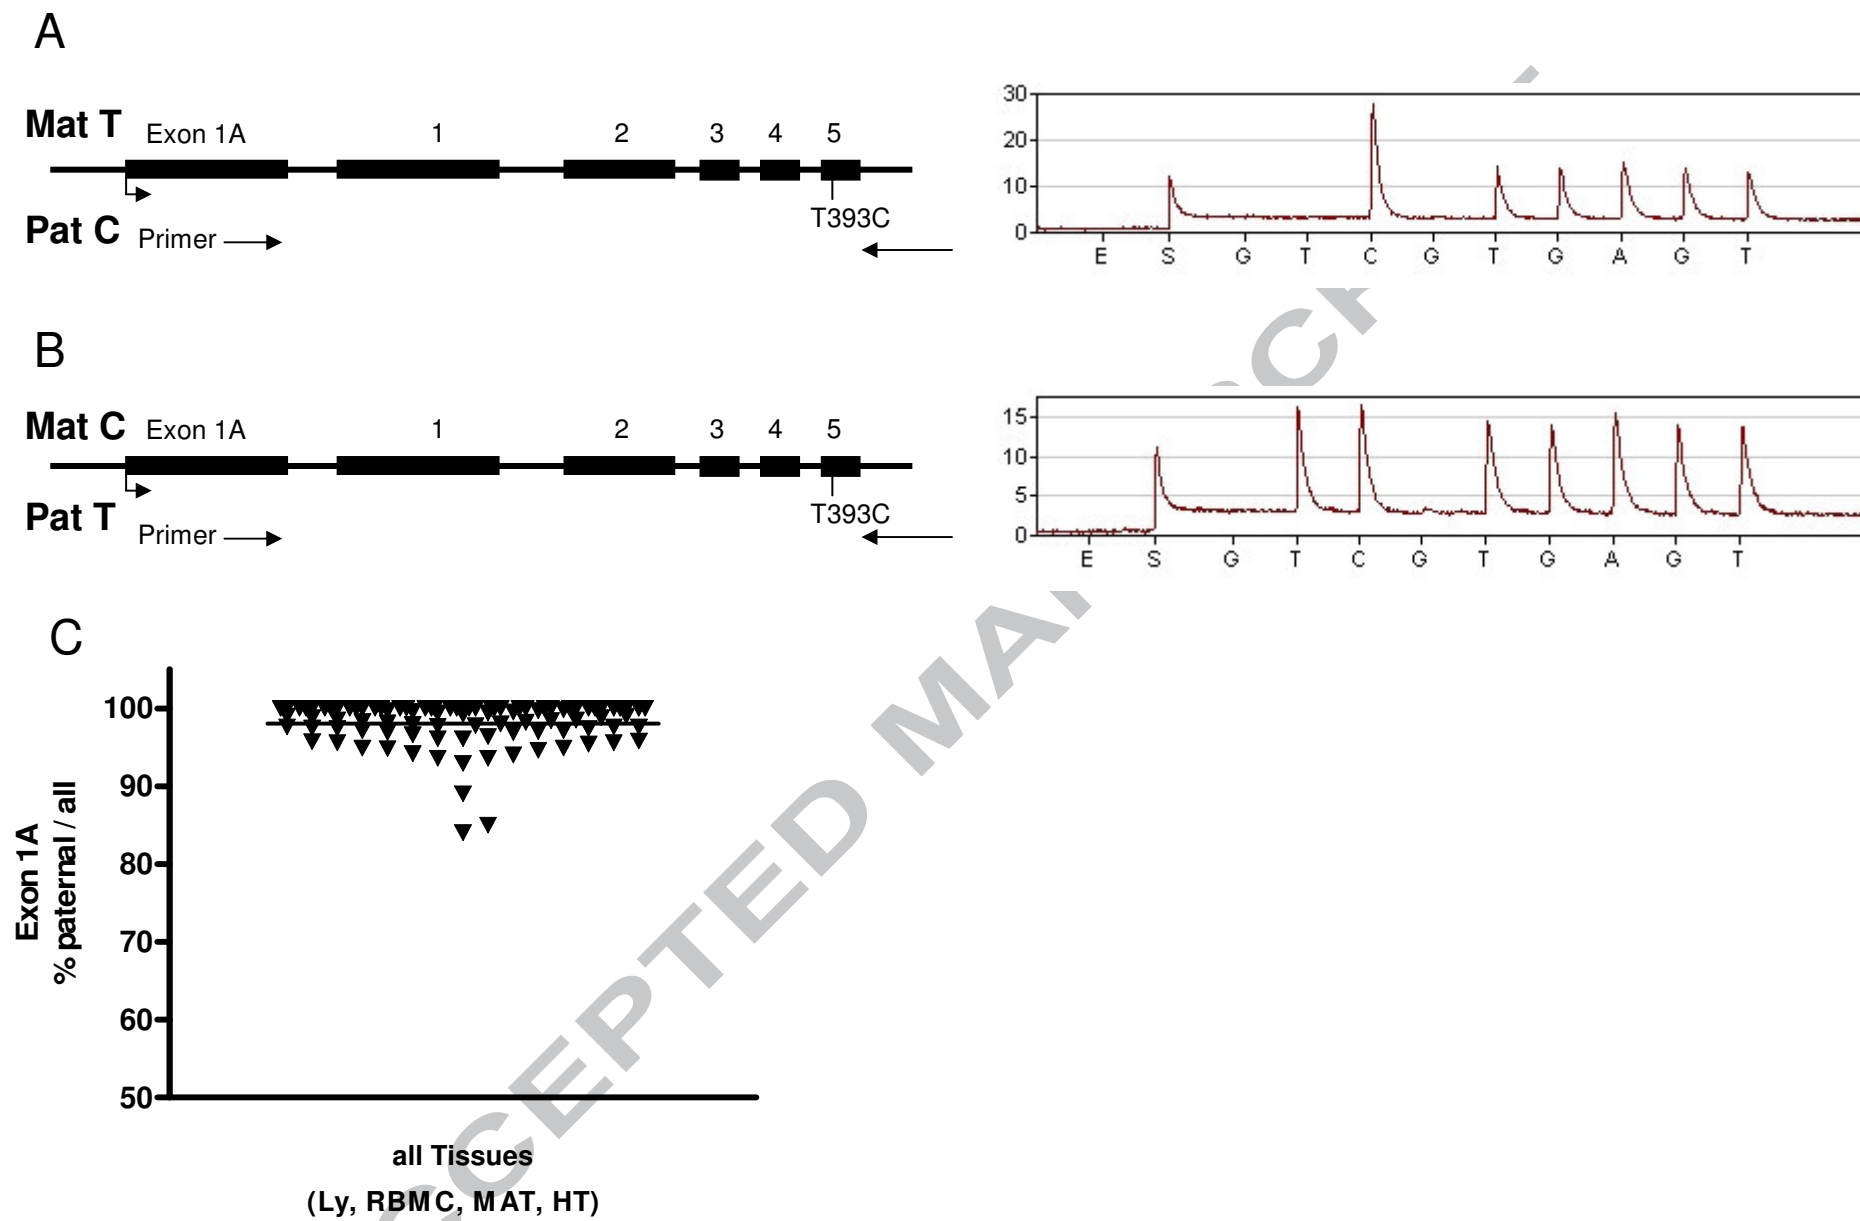 A
Mat T Exon 1A 1 2 3 4 5
T393C
Pat C Primer
30
20
10
0
E S G T C G T G A G T
B
Mat C Exon 1A 1 2 3 4 5
T393C
Pat T Primer
15
10
5
0
E S G T C G T G A G T
C
Exon 1A
% paternal / all
100
90
80
70
60
50
all Tissues
(Ly, RBMC, MAT, HT)